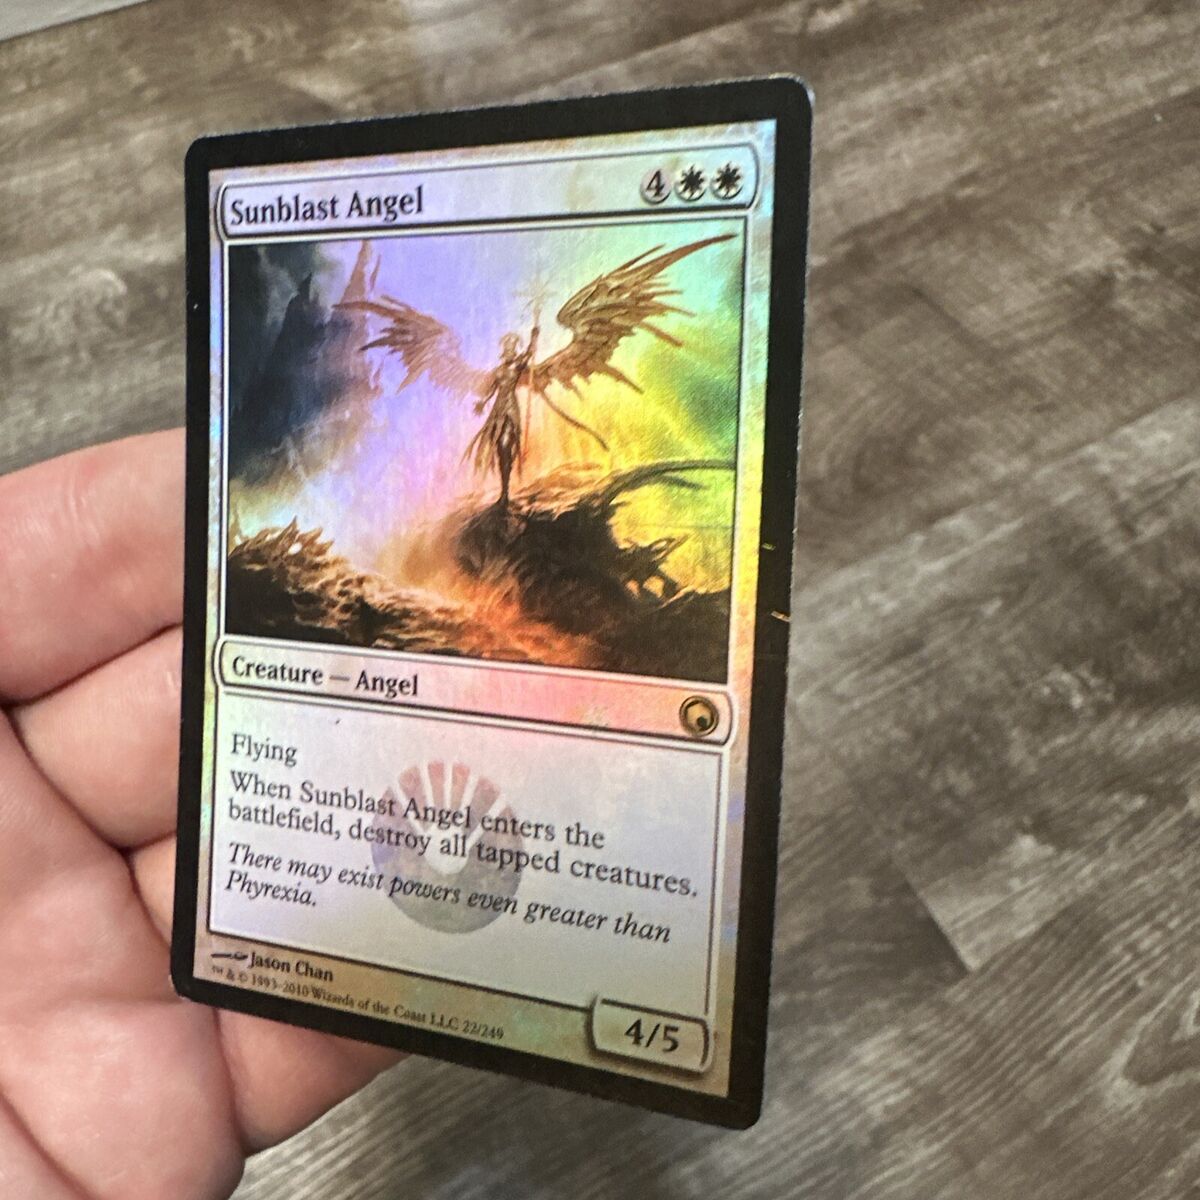 Sunblast Angel 4
Creature — Angel
Flying
When Sunblast Angel enters the
battlefield, destroy all tapped creatures.
There may exist powers even greater than
Phyrexia.
Jason Chan
™ & © 1993–2010 Wizards of the Coast LLC 22/249
4/5